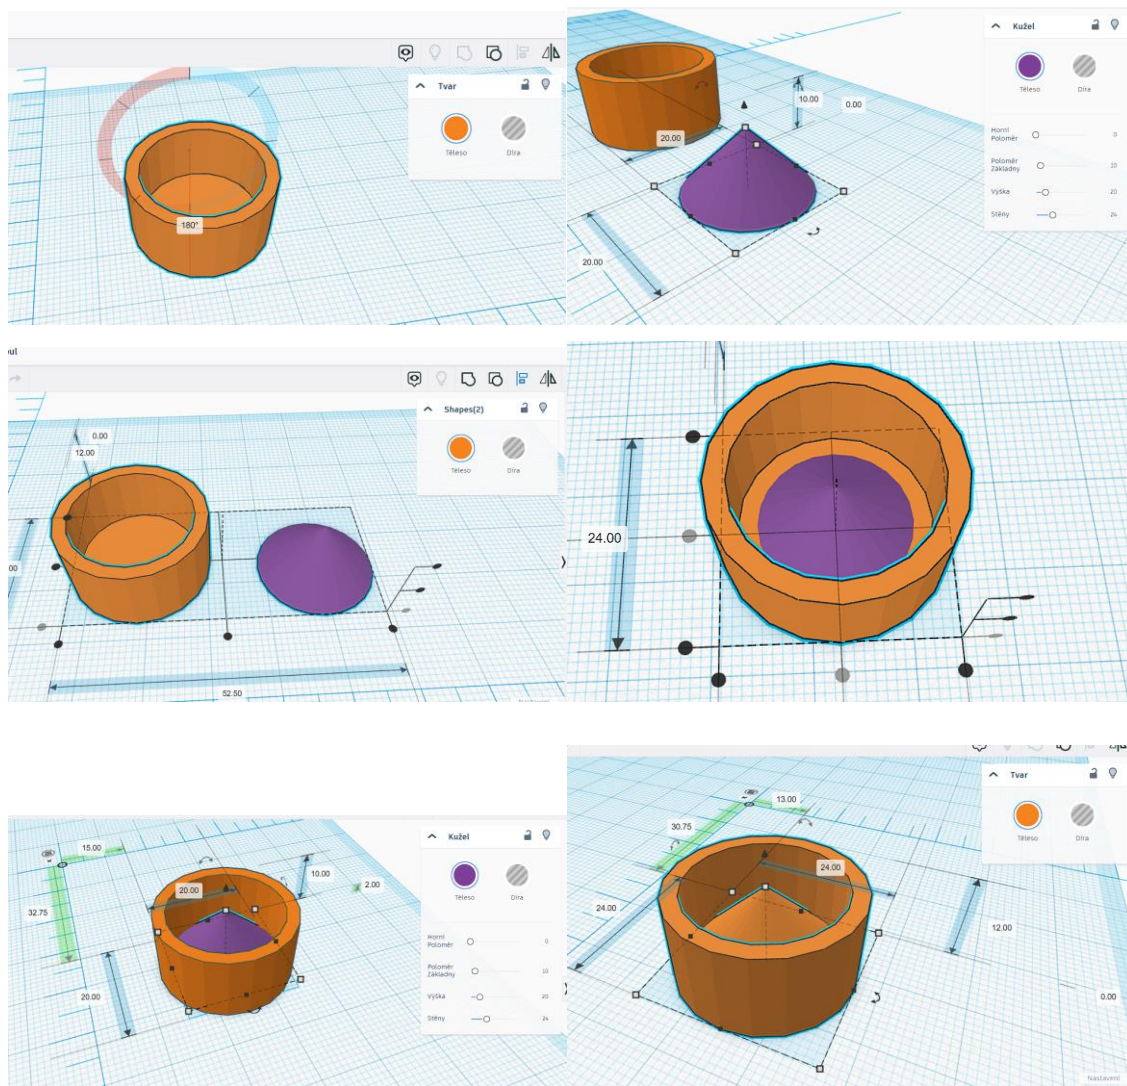 Tvar
Těleso
Díra
180°
Kužel
Těleso
Díra
Horní
Poloměr
0
Poloměr
Základny
10
Výška
20
Stěny
24
10.00
0.00
20.00
20.00
Shapes(2)
Těleso
Díra
0.00
12.00
52.50
24.00
Kužel
Těleso
Díra
Horní
Poloměr
0
Poloměr
Základny
10
Výška
20
Stěny
24
15.00
20.00
10.00
2.00
32.75
20.00
Tvar
Těleso
Díra
13.00
30.75
24.00
24.00
12.00
0.00
Nastavení